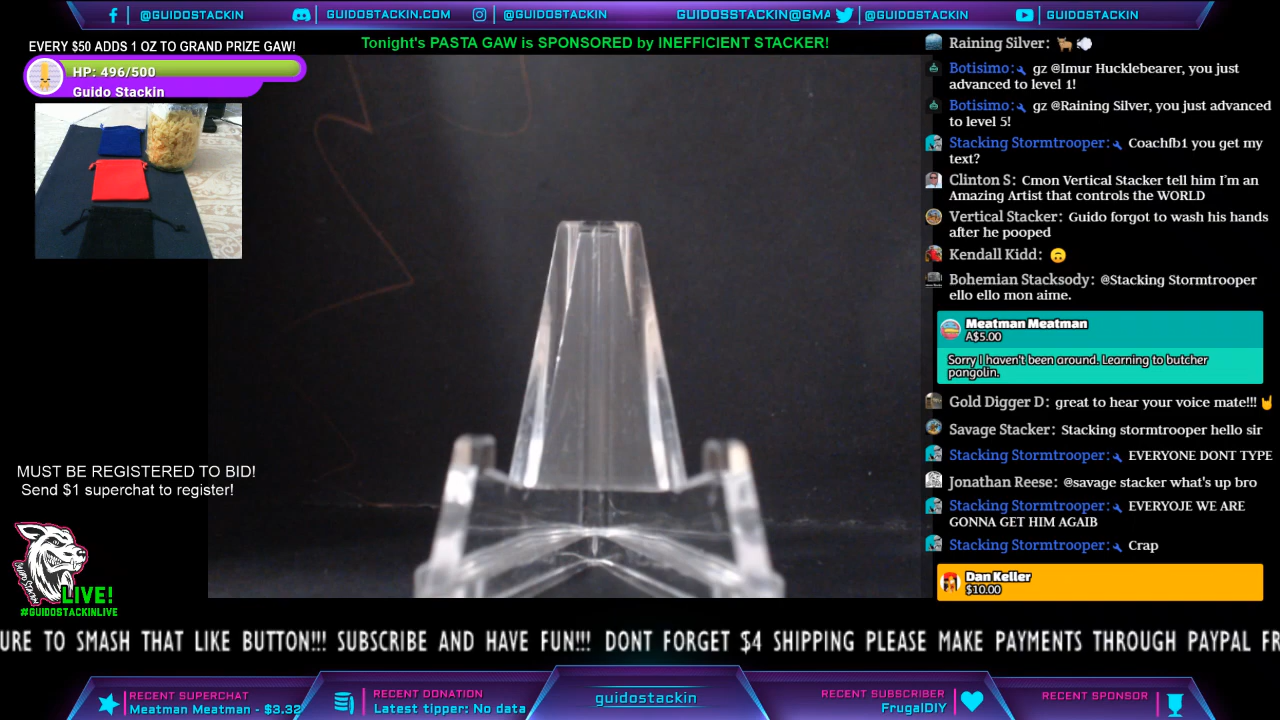 @GUIDOSTACKIN
GUIDOSTACKIN.COM
@GUIDOSTACKIN
GUIDOSSTACKIN@GMA
@GUIDOSTACKIN
GUIDOSTACKIN
EVERY $50 ADDS 1 OZ TO GRAND PRIZE GAW!
Tonight's PASTA GAW is SPONSORED by INEFFICIENT STACKER!
HP: 496/500
Guido Stackin
Raining Silver: 🐂💨
Botisimo: gz @Imur Hucklebearer, you just
advanced to level 1!
Botisimo: gz @Raining Silver, you just advanced
to level 5!
Stacking Stormtrooper: Coachfb1 you get my
text?
Clinton S: Cmon Vertical Stacker tell him I'm an
Amazing Artist that controls the WORLD
Vertical Stacker: Guido forgot to wash his hands
after he pooped
Kendall Kidd: 🙃
Bohemian Stacksody: @Stacking Stormtrooper
ello ello mon aime.
Meatman Meatman
A$5.00
Sorry I haven't been around. Learning to butcher
pangolin.
Gold Digger D: great to hear your voice mate!!! 🤘
Savage Stacker: Stacking stormtrooper hello sir
Stacking Stormtrooper: EVERYONE DONT TYPE
Jonathan Reese: @savage stacker what's up bro
Stacking Stormtrooper: EVERYOJE WE ARE
GONNA GET HIM AGAIB
Stacking Stormtrooper: Crap
Dan Keller
$10.00
MUST BE REGISTERED TO BID!
Send $1 superchat to register!
GUIDO STACKIN
LIVE!
#GUIDOSTACKINLIVE
URE TO SMASH THAT LIKE BUTTON!!! SUBSCRIBE AND HAVE FUN!!! DONT FORGET $4 SHIPPING PLEASE MAKE PAYMENTS THROUGH PAYPAL FR
RECENT SUPERCHAT
Meatman Meatman - $3.32
RECENT DONATION
Latest tipper: No data
guidostackin
RECENT SUBSCRIBER
FrugalDIY
RECENT SPONSOR